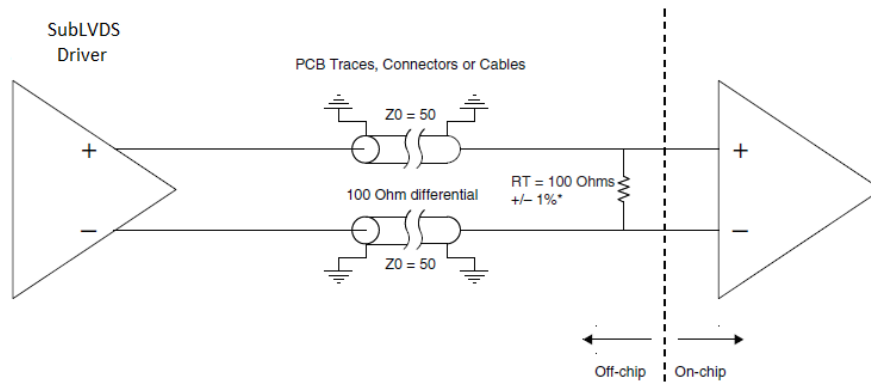 SubLVDS
Driver
PCB Traces, Connectors or Cables
Z0 = 50
+
+
RT = 100 Ohms
+/– 1%*
100 Ohm differential
–
–
Z0 = 50
Off-chip
On-chip